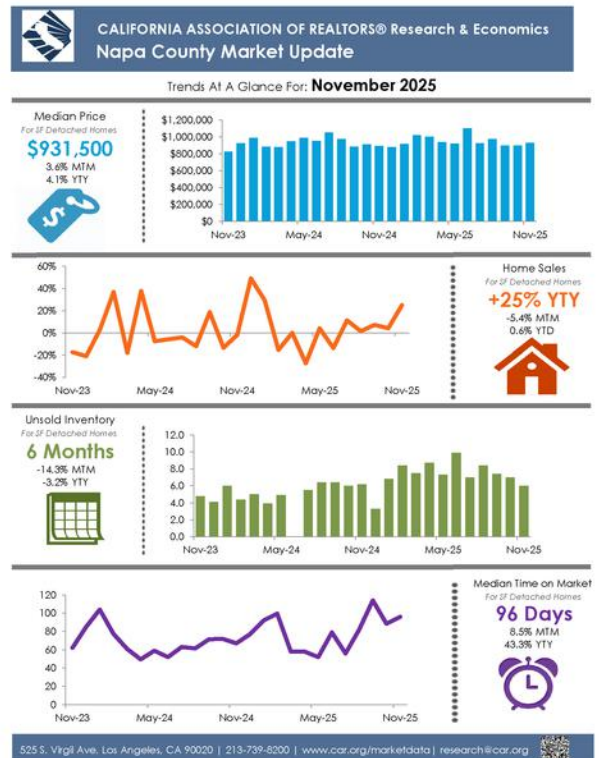 CALIFORNIA ASSOCIATION OF REALTORS® Research & Economics
Napa County Market Update
Trends At A Glance For: November 2025
Median Price
For SF Detached Homes
$931,500
3.6% MTM
4.1% YTY
$
$1,200,000
$1,000,000
$800,000
$600,000
$400,000
$200,000
$0
Nov-23 May-24 Nov-24 May-25 Nov-25
60%
40%
20%
0%
-20%
-40%
Nov-23 May-24 Nov-24 May-25 Nov-25
Home Sales
For SF Detached Homes
+25% YTY
-5.4% MTM
0.6% YTD
Unsold Inventory
For SF Detached Homes
6 Months
-14.3% MTM
-3.2% YTY
12.0
10.0
8.0
6.0
4.0
2.0
0.0
Nov-23 May-24 Nov-24 May-25 Nov-25
120
100
80
60
40
20
0
Nov-23 May-24 Nov-24 May-25 Nov-25
Median Time on Market
For SF Detached Homes
96 Days
8.5% MTM
43.3% YTY
525 S. Virgil Ave. Los Angeles, CA 90020 | 213-739-8200 | www.car.org/marketdata | research@car.org